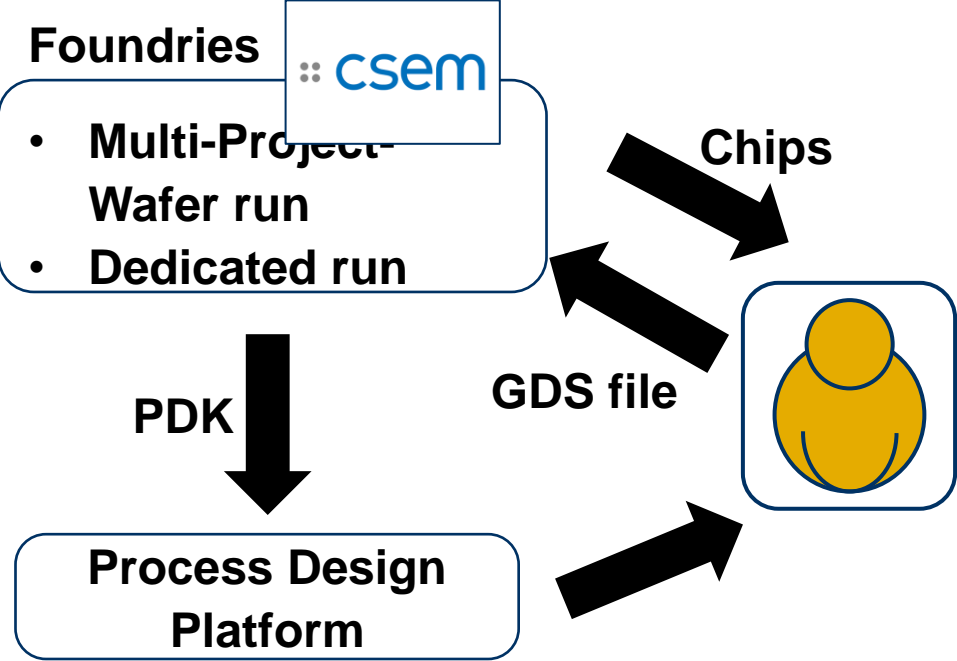 Foundries
csem
• Multi-Project-
Wafer run
• Dedicated run
Chips
GDS file
PDK
Process Design
Platform